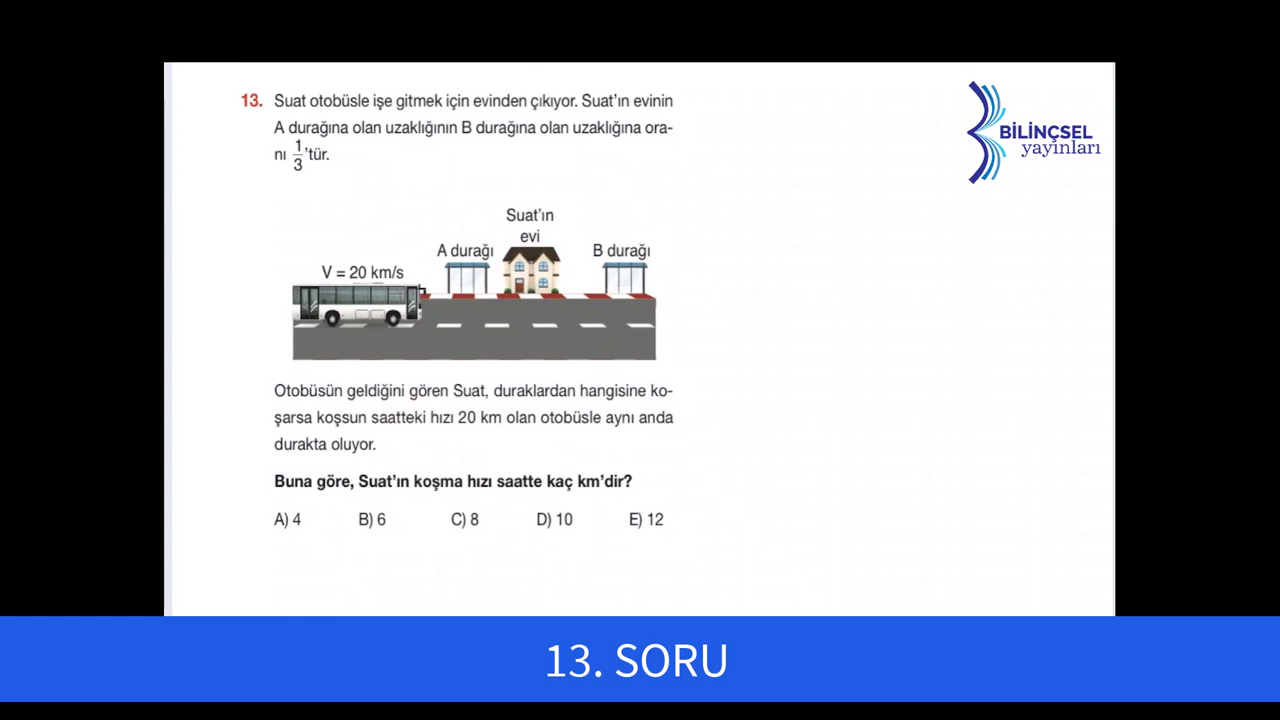 13. Suat otobüsle işe gitmek için evinden çıkıyor. Suat'ın evinin
A durağına olan uzaklığının B durağına olan uzaklığına ora-
nı 1/3'tür.
BİLİNÇSEL
yayınları
Suat'ın
evi
A durağı
B durağı
V = 20 km/s
Otobüsün geldiğini gören Suat, duraklardan hangisine ko-
şarsa koşsun saatteki hızı 20 km olan otobüsle aynı anda
durakta oluyor.
Buna göre, Suat'ın koşma hızı saatte kaç km'dir?
A) 4 B) 6 C) 8 D) 10 E) 12
13. SORU